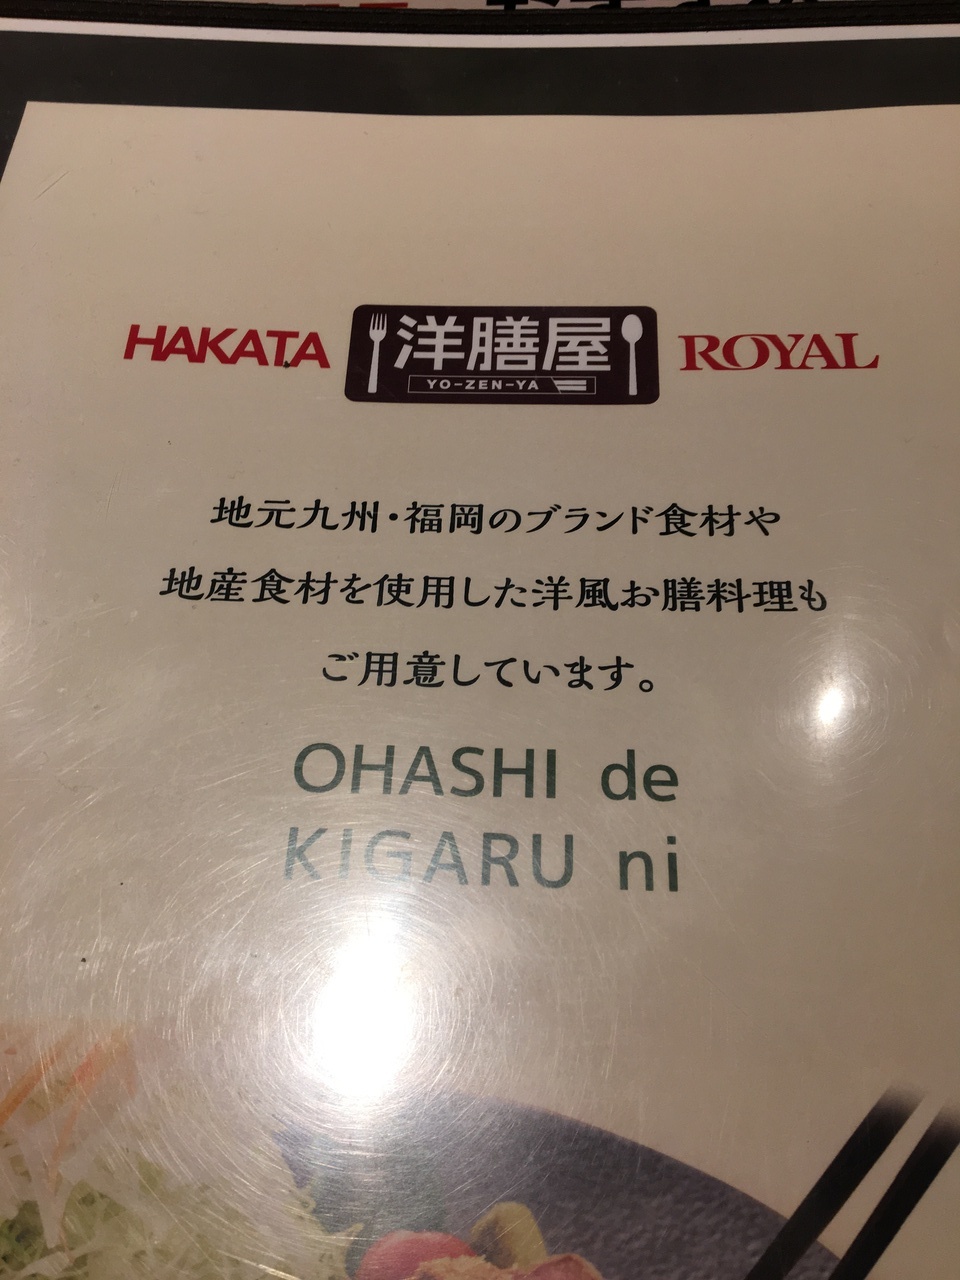 HAKATA 洋膳屋 ROYAL
YO-ZEN-YA
地元九州・福岡のブランド食材や
地産食材を使用した洋風お膳料理も
ご用意しています。
OHASHI de
KIGARU ni